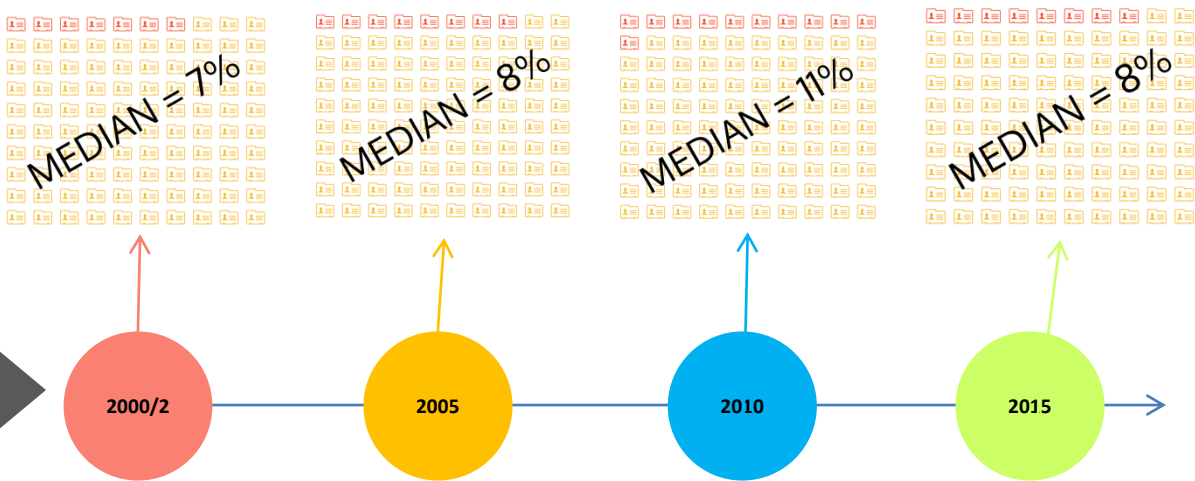 MEDIAN = 7%
MEDIAN = 8%
MEDIAN = 11%
MEDIAN = 8%
2000/2
2005
2010
2015